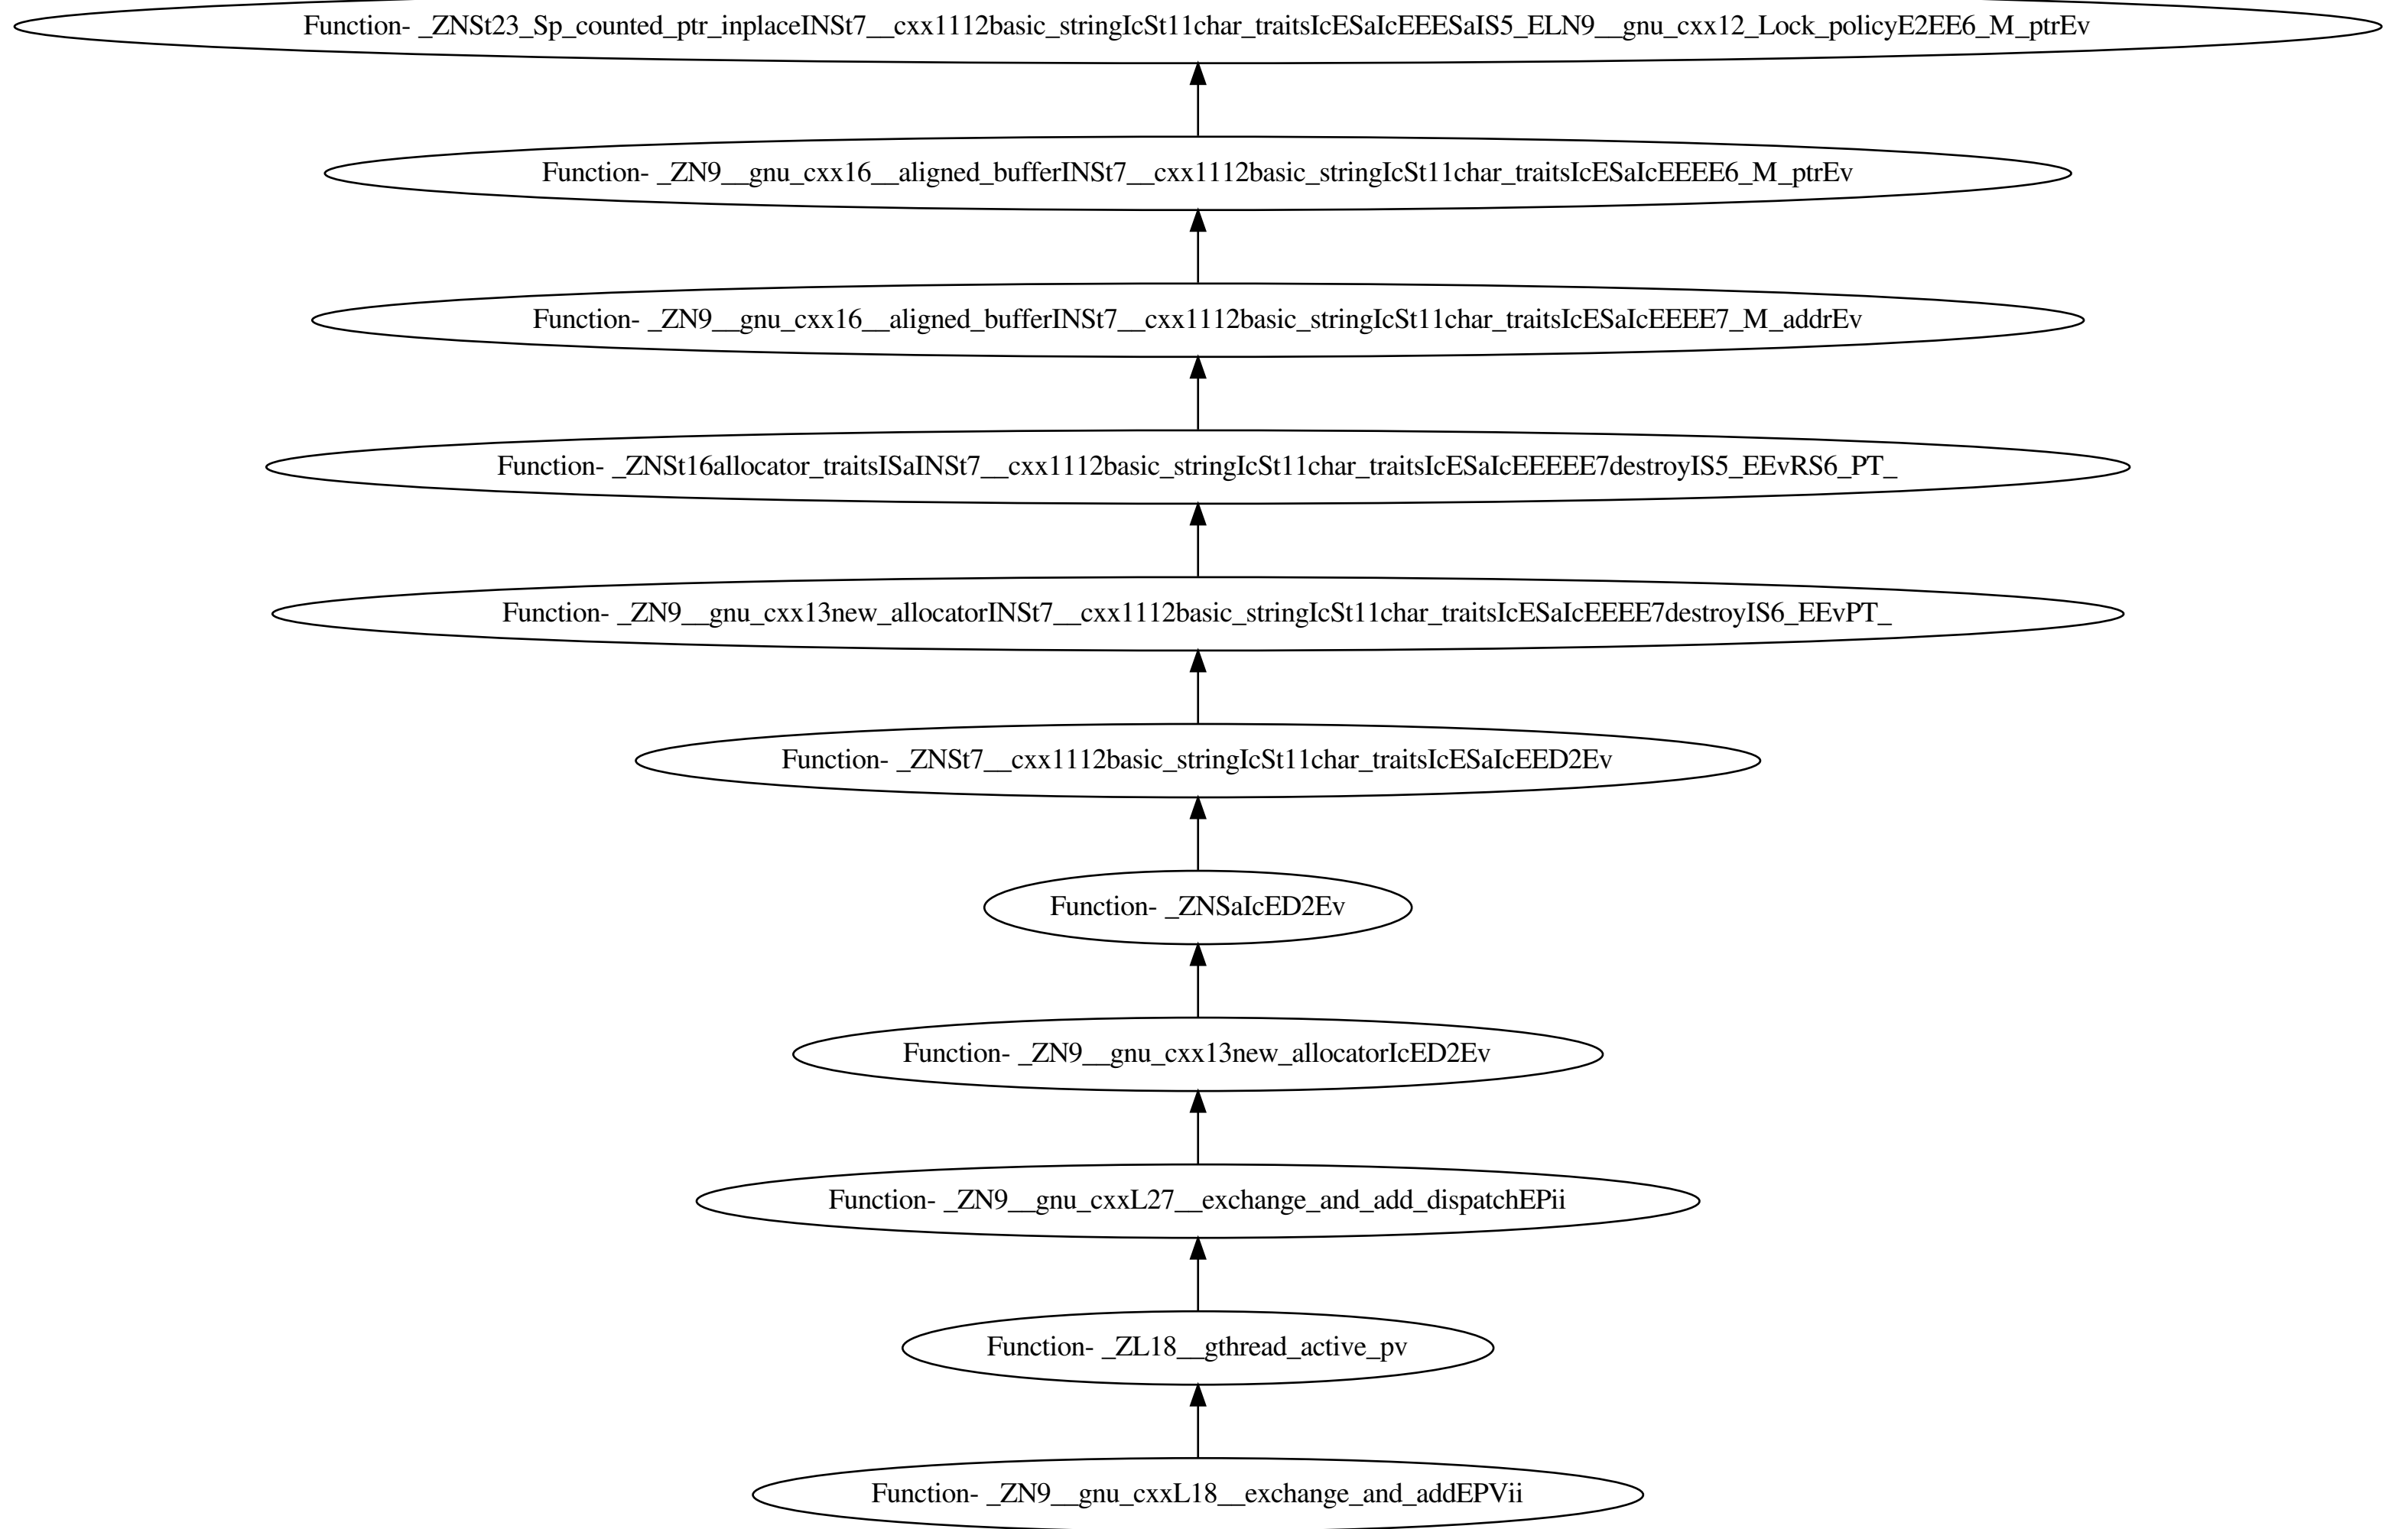 Function- _ZNSt23_Sp_counted_ptr_inplaceINSt7__cxx1112basic_stringIcSt11char_traitsIcESaIcEEESaIS5_ELN9__gnu_cxx12_Lock_policyE2EE6_M_ptrEv
Function- _ZN9__gnu_cxx16__aligned_bufferINSt7__cxx1112basic_stringIcSt11char_traitsIcESaIcEEEE6_M_ptrEv
Function- _ZN9__gnu_cxx16__aligned_bufferINSt7__cxx1112basic_stringIcSt11char_traitsIcESaIcEEEE7_M_addrEv
Function- _ZNSt16allocator_traitsISaINSt7__cxx1112basic_stringIcSt11char_traitsIcESaIcEEEEE7destroyIS5_EEvRS6_PT_
Function- _ZN9__gnu_cxx13new_allocatorINSt7__cxx1112basic_stringIcSt11char_traitsIcESaIcEEEE7destroyIS6_EEvPT_
Function- _ZNSt7__cxx1112basic_stringIcSt11char_traitsIcESaIcEED2Ev
Function- _ZNSaIcED2Ev
Function- _ZN9__gnu_cxx13new_allocatorIcED2Ev
Function- _ZN9__gnu_cxxL27__exchange_and_add_dispatchEPii
Function- _ZL18__gthread_active_pv
Function- _ZN9__gnu_cxxL18__exchange_and_addEPVii